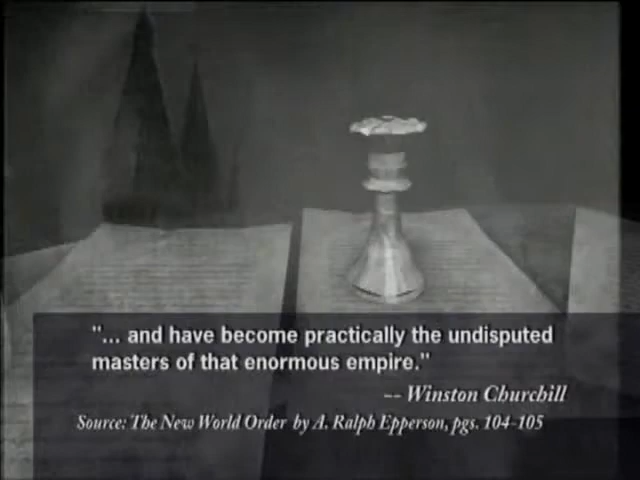 "... and have become practically the undisputed
masters of that enormous empire."
-- Winston Churchill
Source: The New World Order by A. Ralph Epperson, pgs. 104-105